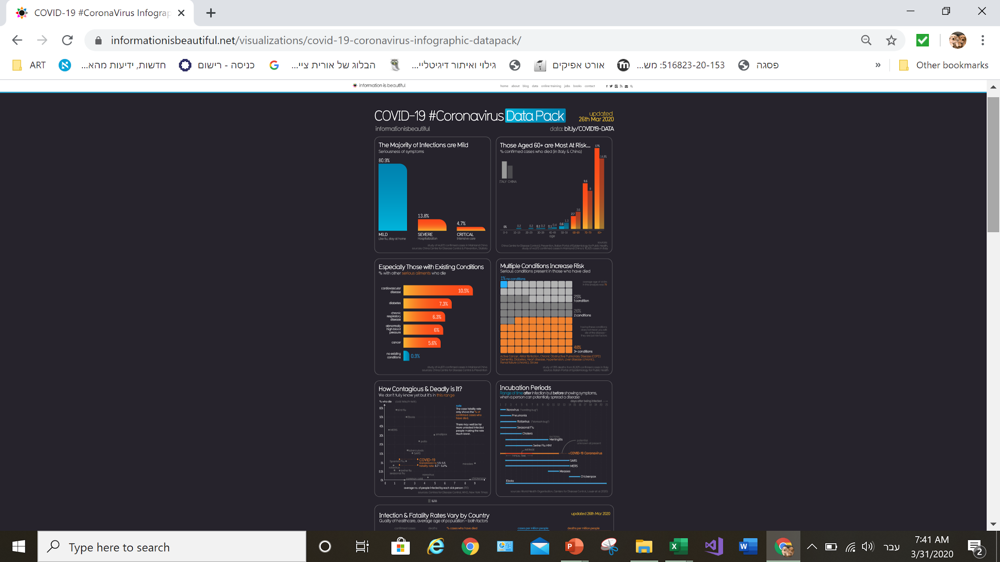 COVID-19 #CoronaVirus Infograp
informationisbeautiful.net/visualizations/covid-19-coronavirus-infographic-datapack/
ART
חדשות, ידיעות מהא...
כניסה - רישום
הבלוג של אורית ציי...
גילוי ואיתור דיגיטליי...
אורט אפיקים
516823-20-153: מש...
פסגה
»
Other bookmarks
information is beautiful
home about blog data online training jobs books contact
COVID-19 #Coronavirus Data Pack
updated
26th Mar 2020
informationisbeautiful
data: bit.ly/COVID19-DATA
The Majority of Infections are Mild
Seriousness of symptoms
80.9%
13.8%
4.7%
MILD
Like flu, stay at home
SEVERE
Hospitalization
CRITICAL
Intensive care
study of 44,672 confirmed cases in Mainland China
sources: China Centre for Disease Control & Prevention, Statista
Those Aged 60+ are Most At Risk...
% confirmed cases who died (in Italy & China)
ITALY CHINA
0% 0.2 0.2 0.1 0.2 0.1 0.4 0.6 1.3 2.7 3.6 9.6 8 17% 14.8%
0-9 10-19 20-29 30-39 40-49 50-59 60-69 70-79 80+
age
sources:
China Centre for Disease Control & Prevention, Italian Portal of Epidemiology for Public Health,
study of 44,672 confirmed cases in Mainland China & 16,925 cases in Italy
Especially Those with Existing Conditions
% with other serious ailments who die
cardiovascular
disease
10.5%
diabetes
7.3%
chronic
respiratory
disease
6.3%
abnormally
high blood
pressure
6%
cancer
5.6%
no existing
conditions
0.9%
study of 44,672 confirmed cases in Mainland China
sources: China Centre for Disease Control & Prevention
Multiple Conditions Increase Risk
Serious conditions present in those who have died
1% no conditions
average age of victim
in this analysis was 79
25%
1 condition
26%
2 conditions
having these conditions
does not mean you will
die of the disease -
they are just risk factors
48%
3+ conditions
Active Cancer, Atrial fibrillation, Chronic Obstructive Pulmonary Disease (COPD)
Dementia, Diabetes, Heart disease, Hypertension, Liver disease (chronic),
Renal failure (chronic), Stroke
study of 355 deaths from 16,925 confirmed cases in Italy
source: Italian Portal of Epidemiology for Public Health
How Contagious & Deadly is It?
We don't fully know yet but it's in this range
% who die (CASE FATALITY RATE)
60%
50%
40%
30%
20%
10%
1%
0.1%
0%
bird flu
Ebola
MERS
smallpox
polio
tuberculosis
SARS
Spanish Flu
COVID-19
transmissions: 1.5-3.5
fatality rate: 0.7 - 3.4%
measles
rotavirus
swine flu
seasonal flu
norovirus
common cold
chickenpox
note
The case fatality rate
only shows the % of
confirmed cases who
have died.
There may well be far
more untested infected
people making the rate
much lower.
0 1 2 3 4 5 6 7 8 9
average no. of people infected by each sick person (R0)
sources: Centres for Disease Control, WHO, New York Times
Incubation Periods
Range of time after infection but before showing symptoms,
when a person can potentially spread a disease
days after being infected
1 2 3 4 5 6 7 8 9 10 11 12 13 14 15 16 17 18 19 20 21
Norovirus ("vomiting bug")
Pneumonia
Rotavirus ("stomach bug")
Seasonal Flu
Cholera
BACTERIAL
Meningitis
Swine Flu H1N1
potential
unknown at present
AVERAGE
COVID-19 Coronavirus
TYPICAL TIME
SARS
MERS
Measles
Chickenpox
Ebola
sources: World Health Organisation, Centers for Disease Control, Lauer et al (2020)
8,215
Infection & Fatality Rates Vary by Country
updated 26th Mar 2020
Quality of healthcare, average age of population - both factors
confirmed cases deaths % cases who have died cases per million people deaths per million people
Type here to search
עבר
7:41 AM
3/31/2020
2